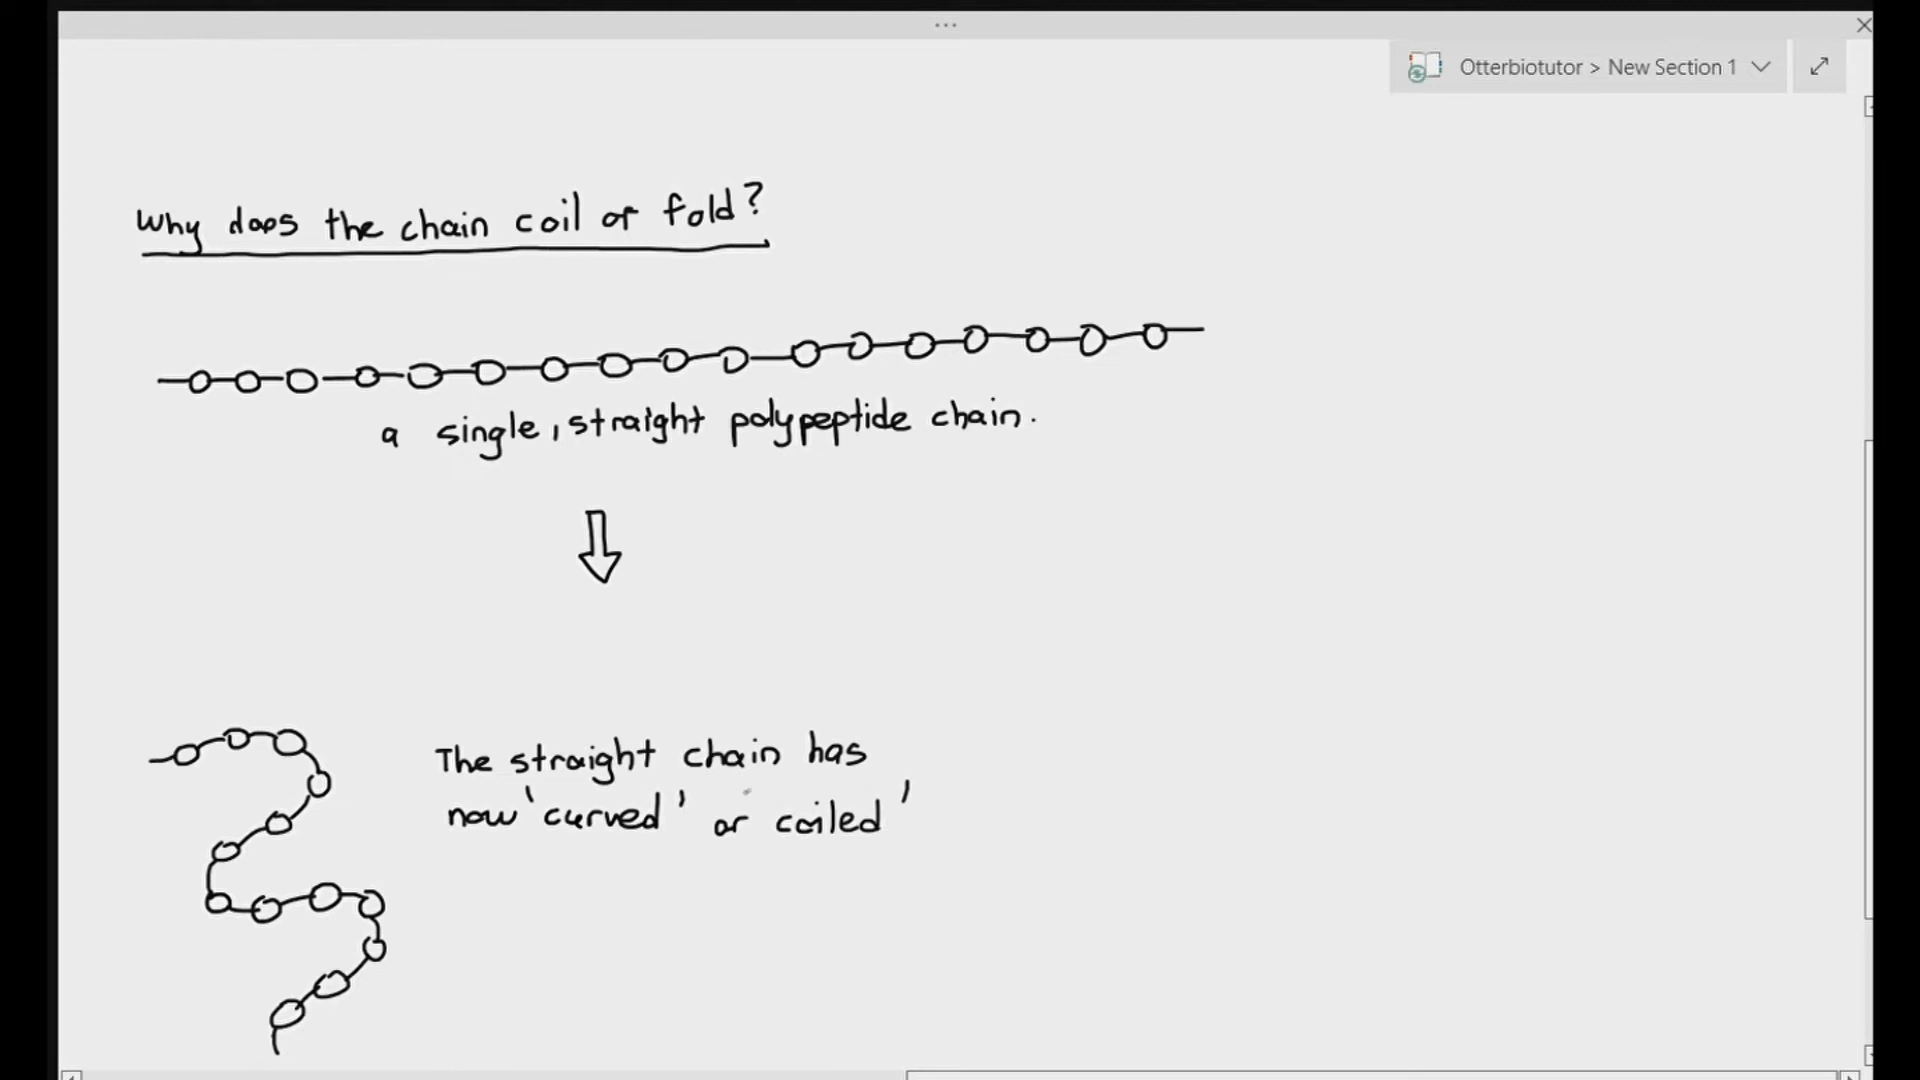 ...
Otterbiotutor > New Section 1
Why does the chain coil or fold?
a single, straight polypeptide chain.
The straight chain has
now 'curved' or coiled'